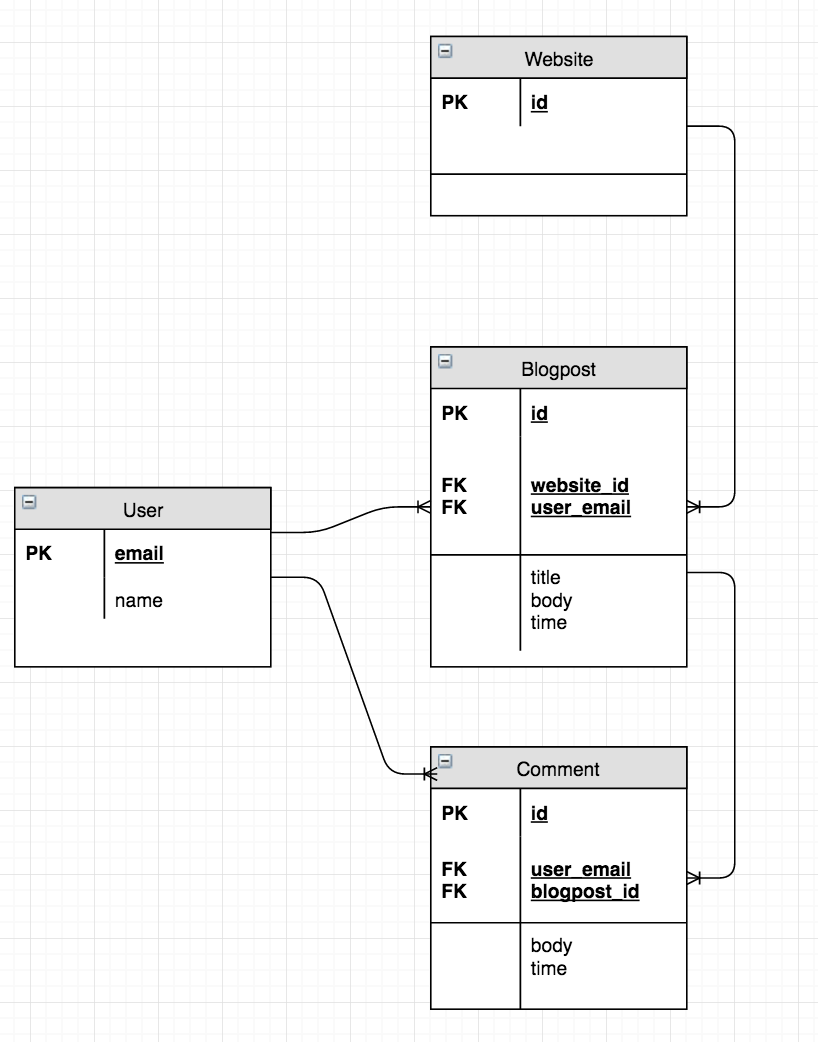 Website
PK id
Blogpost
PK id
FK website_id
FK user_email
title
body
time
User
PK email
name
Comment
PK id
FK user_email
FK blogpost_id
body
time